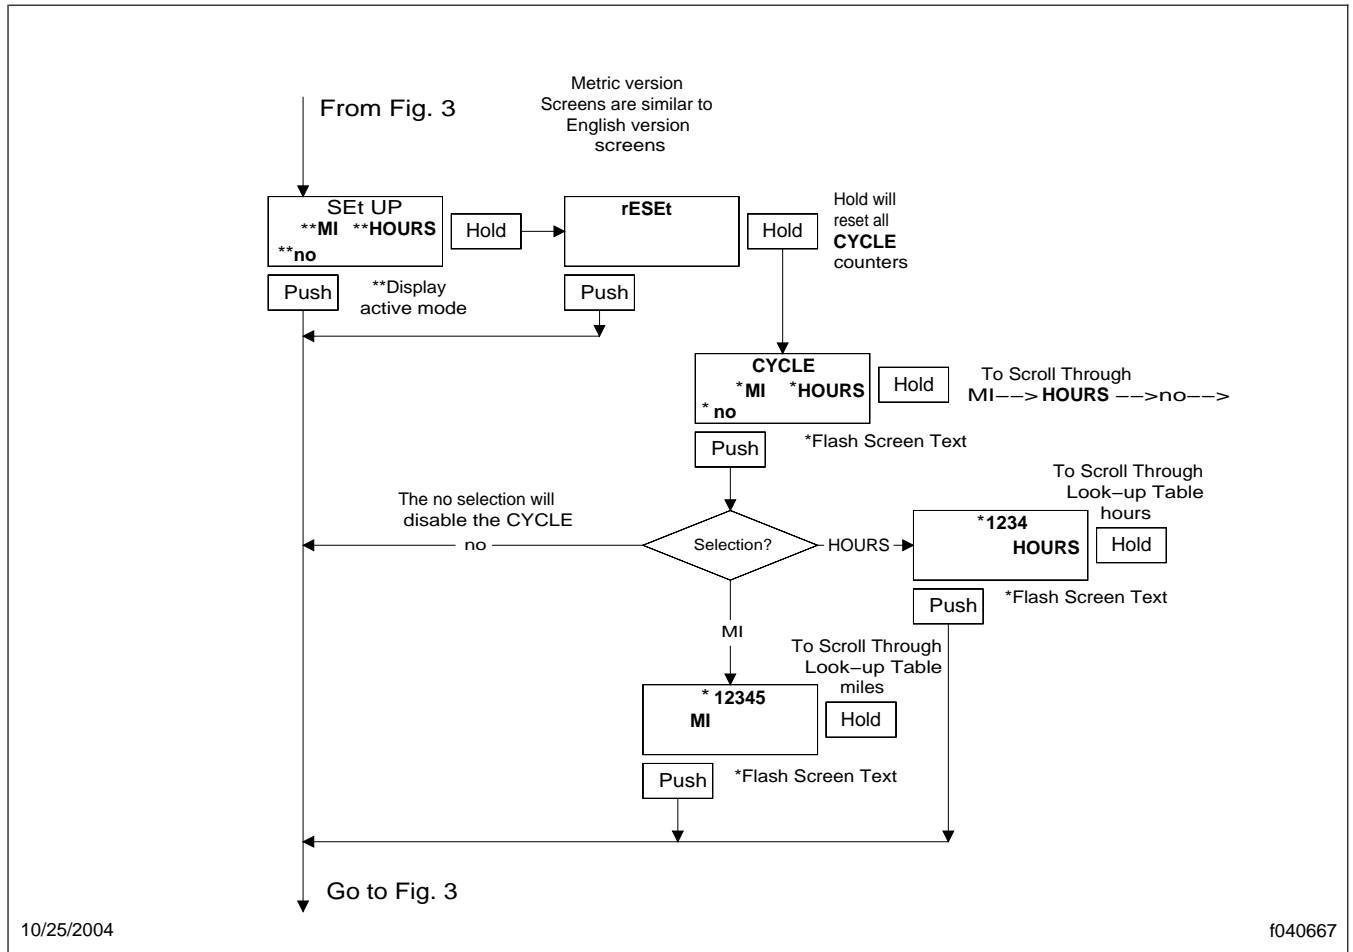 From Fig. 3
Metric version
Screens are similar to
English version
screens
SEt UP
**MI **HOURS
**no
Hold
rESEt
Hold
Hold will
reset all
CYCLE
counters
Push
**Display
active mode
Push
CYCLE
*MI *HOURS
* no
Hold
To Scroll Through
MI−−> HOURS −−>no−−>
Push
*Flash Screen Text
The no selection will
disable the CYCLE
no
Selection?
HOURS
To Scroll Through
Look−up Table
hours
*1234
HOURS
Hold
Push
*Flash Screen Text
MI
To Scroll Through
Look−up Table
miles
* 12345
MI
Hold
Push
*Flash Screen Text
Go to Fig. 3
10/25/2004
f040667